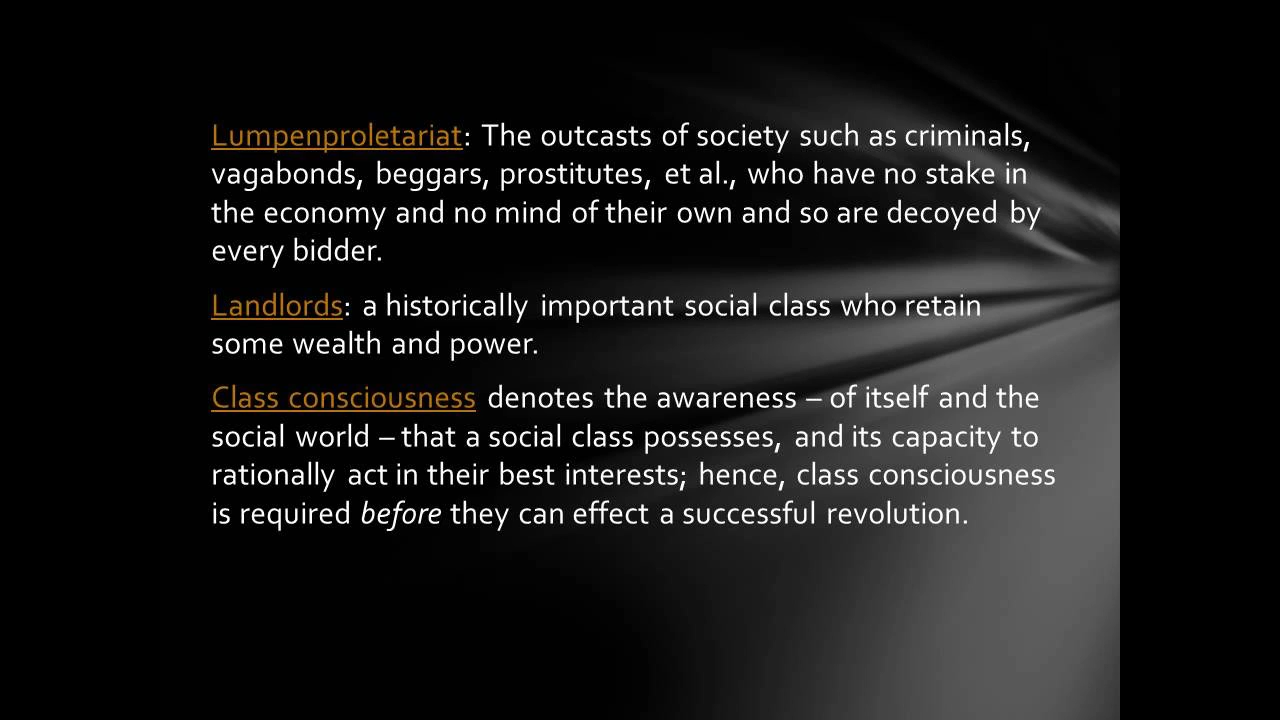 Lumpenproletariat: The outcasts of society such as criminals,
vagabonds, beggars, prostitutes, et al., who have no stake in
the economy and no mind of their own and so are decoyed by
every bidder.
Landlords: a historically important social class who retain
some wealth and power.
Class consciousness denotes the awareness – of itself and the
social world – that a social class possesses, and its capacity to
rationally act in their best interests; hence, class consciousness
is required before they can effect a successful revolution.